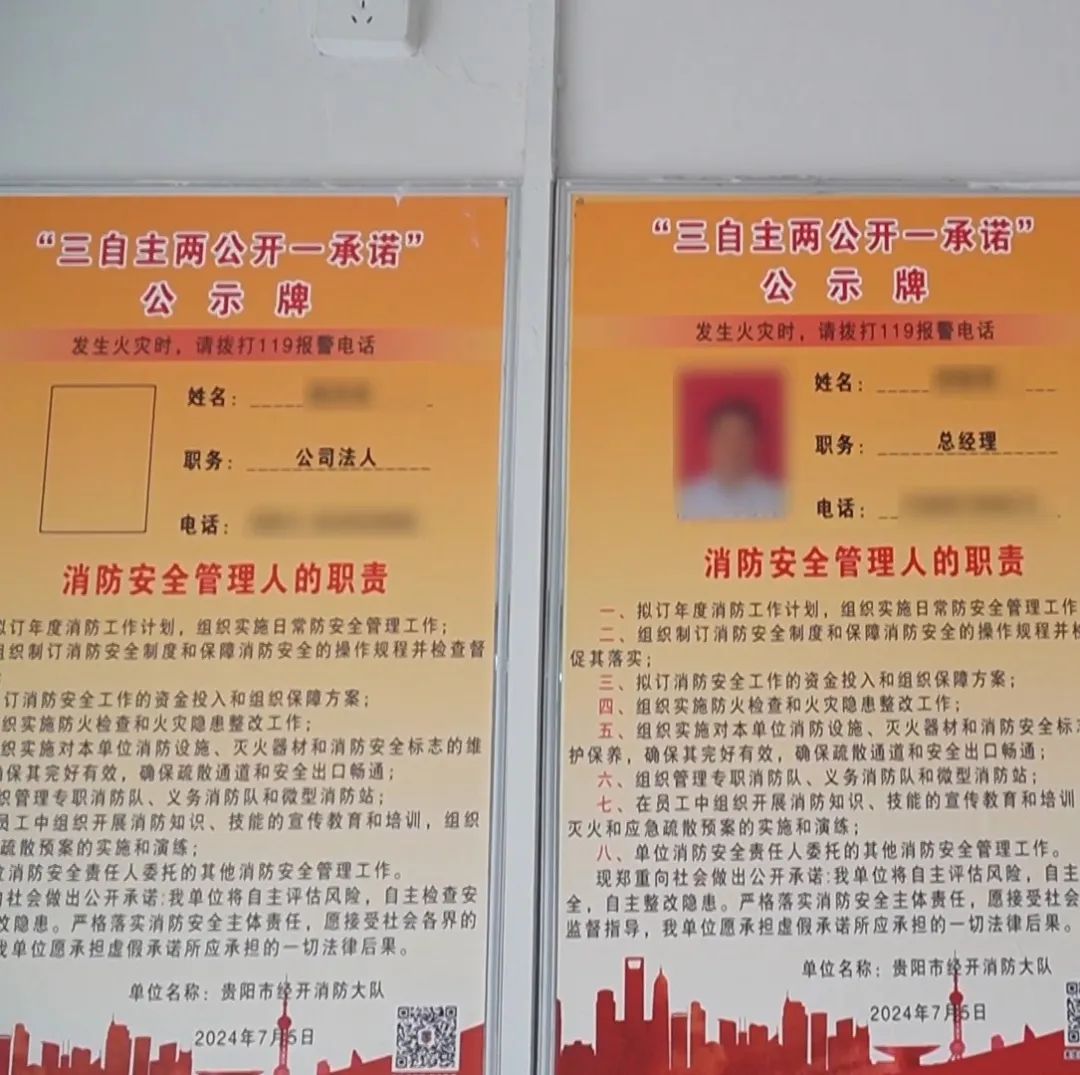 “三自主两公开一承诺”
公示牌
发生火灾时，请拨打119报警电话
姓名：
职务：公司法人
电话：
消防安全管理人的职责
拟订年度消防工作计划，组织实施日常防安全管理工作；
组织制订消防安全制度和保障消防安全的操作规程并检查督
；
订消防安全工作的资金投入和组织保障方案；
织实施防火检查和火灾隐患整改工作；
织实施对本单位消防设施、灭火器材和消防安全标志的维
确保其完好有效，确保疏散通道和安全出口畅通；
织管理专职消防队、义务消防队和微型消防站；
员工中组织开展消防知识、技能的宣传教育和培训，组织
疏散预案的实施和演练；
位消防安全责任人委托的其他消防安全管理工作。
向社会做出公开承诺:我单位将自主评估风险，自主检查安
改隐患。严格落实消防安全主体责任，愿接受社会各界的
我单位愿承担虚假承诺所应承担的一切法律后果。
单位名称：贵阳市经开消防大队
2024年7月5日
“三自主两公开一承诺”
公示牌
发生火灾时，请拨打119报警电话
姓名：
职务：总经理
电话：
消防安全管理人的职责
一、拟订年度消防工作计划，组织实施日常防安全管理工作
二、组织制订消防安全制度和保障消防安全的操作规程并检
促其落实；
三、拟订消防安全工作的资金投入和组织保障方案；
四、组织实施防火检查和火灾隐患整改工作；
五、组织实施对本单位消防设施、灭火器材和消防安全标志
护保养，确保其完好有效，确保疏散通道和安全出口畅通；
六、组织管理专职消防队、义务消防队和微型消防站；
七、在员工中组织开展消防知识、技能的宣传教育和培训
灭火和应急疏散预案的实施和演练；
八、单位消防安全责任人委托的其他消防安全管理工作。
现郑重向社会做出公开承诺:我单位将自主评估风险，自主
全，自主整改隐患。严格落实消防安全主体责任，愿接受社会
监督指导，我单位愿承担虚假承诺所应承担的一切法律后果。
单位名称：贵阳市经开消防大队
2024年7月5日